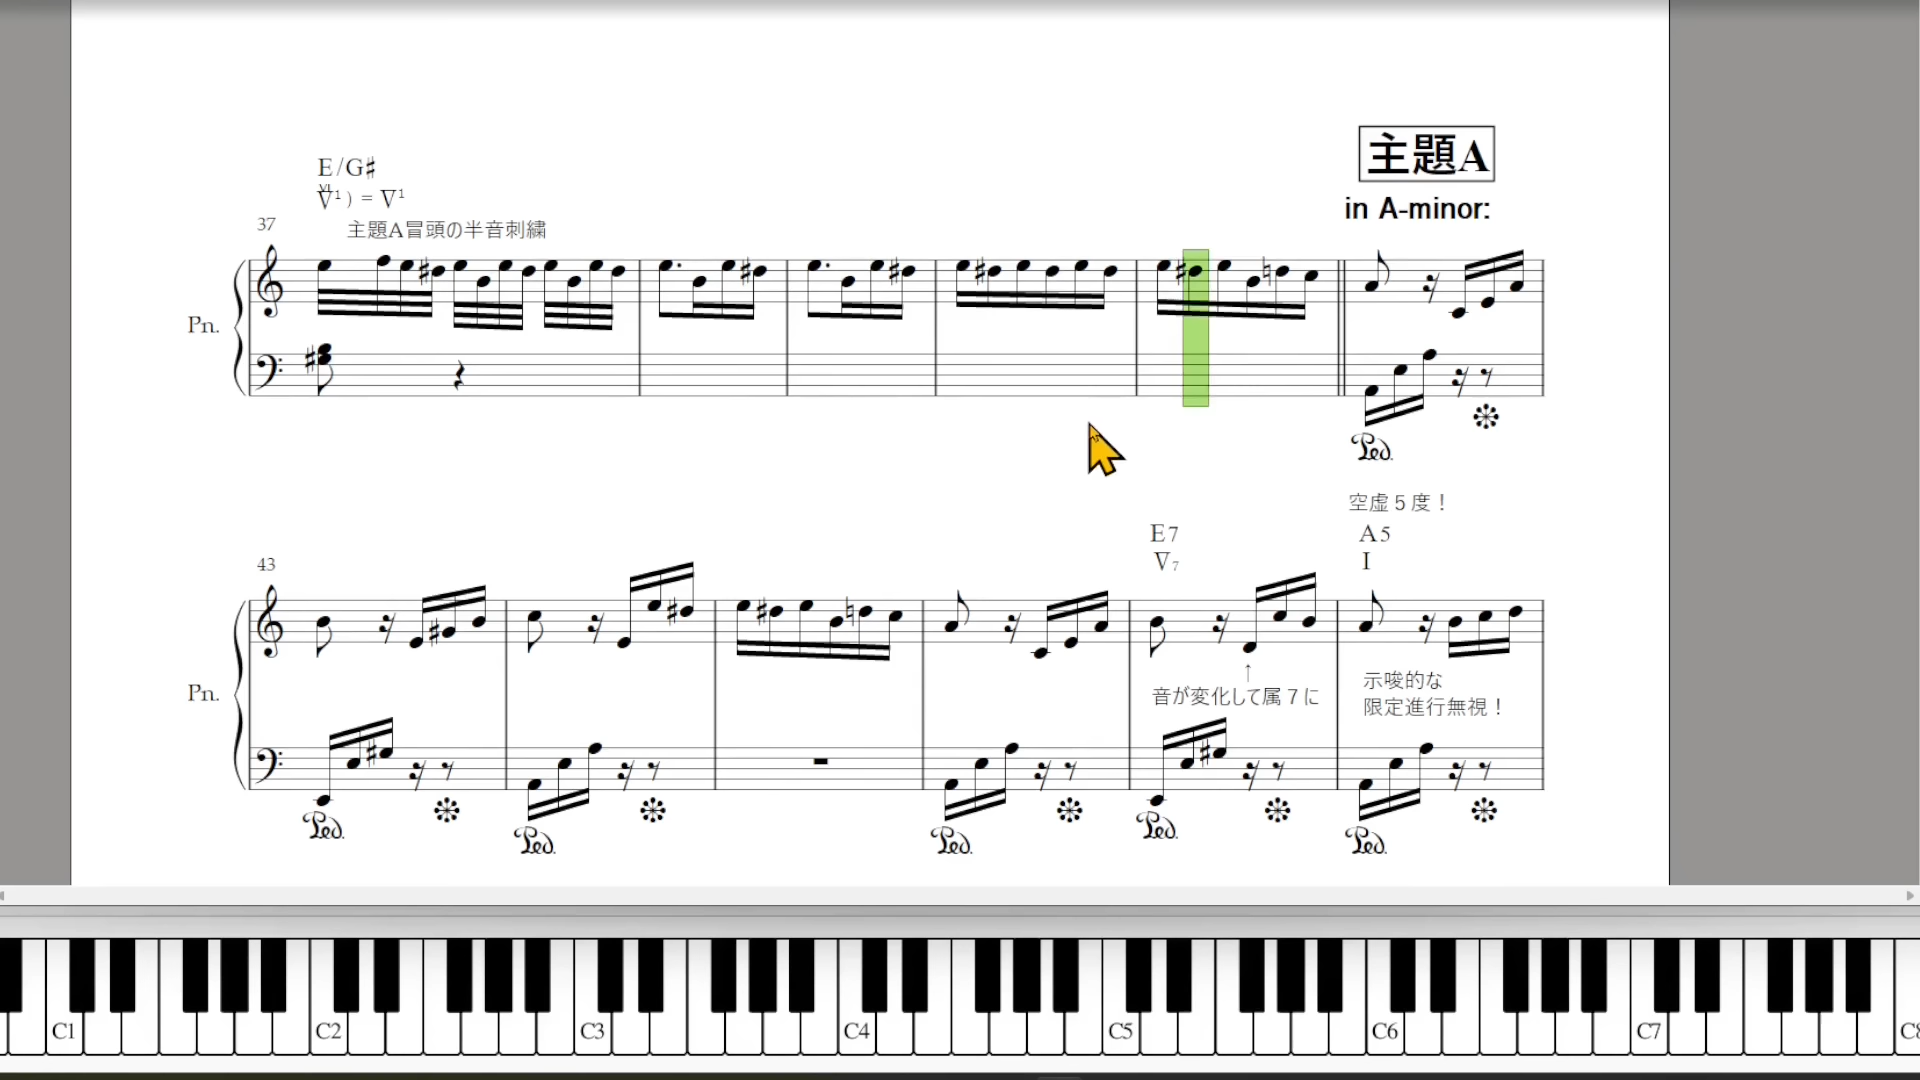 主題A
E/G♯
in A-minor:
37
主題A冒頭の半音刺繍
Pn.
Ped.
空虚5度!
E7
A5
V7
I
43
Pn.
↑
音が変化して属7に
示唆的な
限定進行無視!
Ped.
Ped.
Ped.
Ped.
Ped.
C1 C2 C3 C4 C5 C6 C7